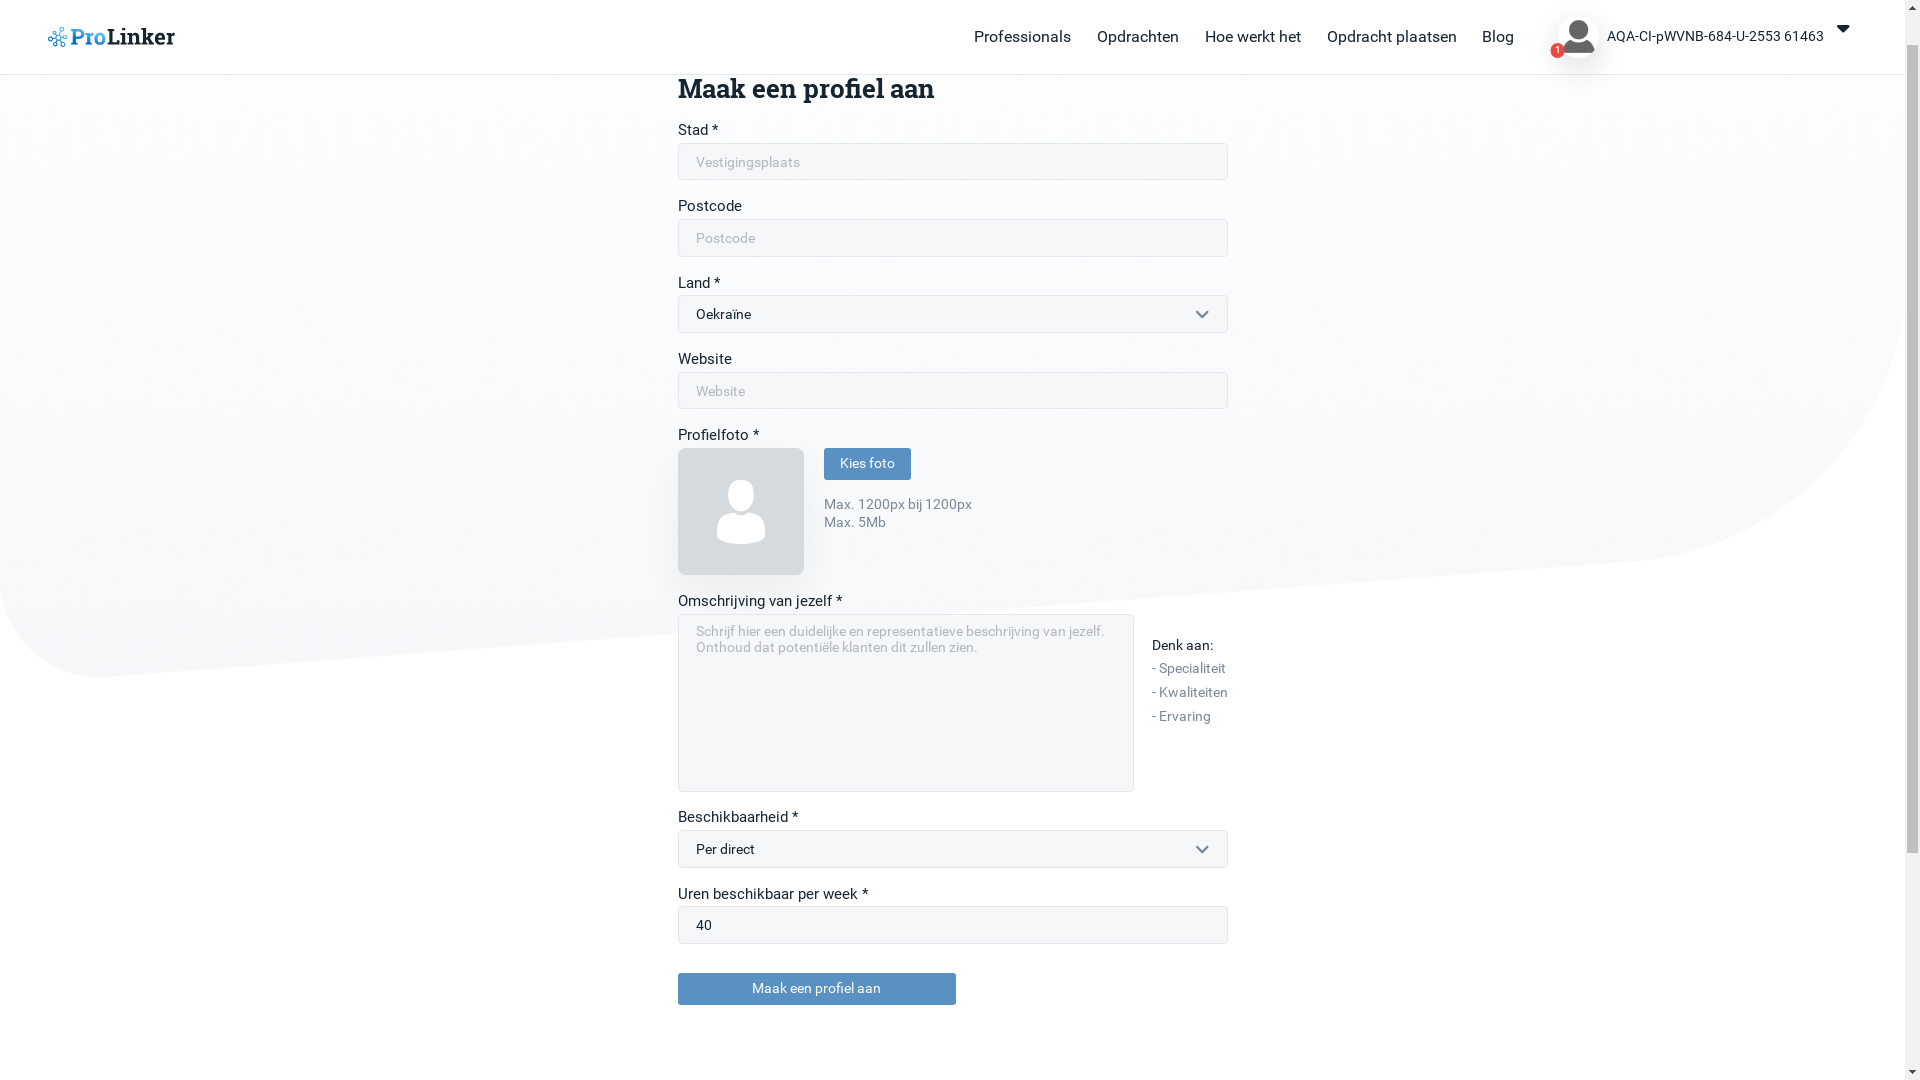 ProLinker
Professionals
Opdrachten
Hoe werkt het
Opdracht plaatsen
Blog
1
AQA-CI-pWVNB-684-U-2553 61463
Maak een profiel aan
Stad *
Vestigingsplaats
Postcode
Postcode
Land *
Oekraïne
Website
Website
Profielfoto *
Kies foto
Max. 1200px bij 1200px
Max. 5Mb
Omschrijving van jezelf *
Schrijf hier een duidelijke en representatieve beschrijving van jezelf.
Onthoud dat potentiële klanten dit zullen zien.
Denk aan:
- Specialiteit
- Kwaliteiten
- Ervaring
Beschikbaarheid *
Per direct
Uren beschikbaar per week *
40
Maak een profiel aan